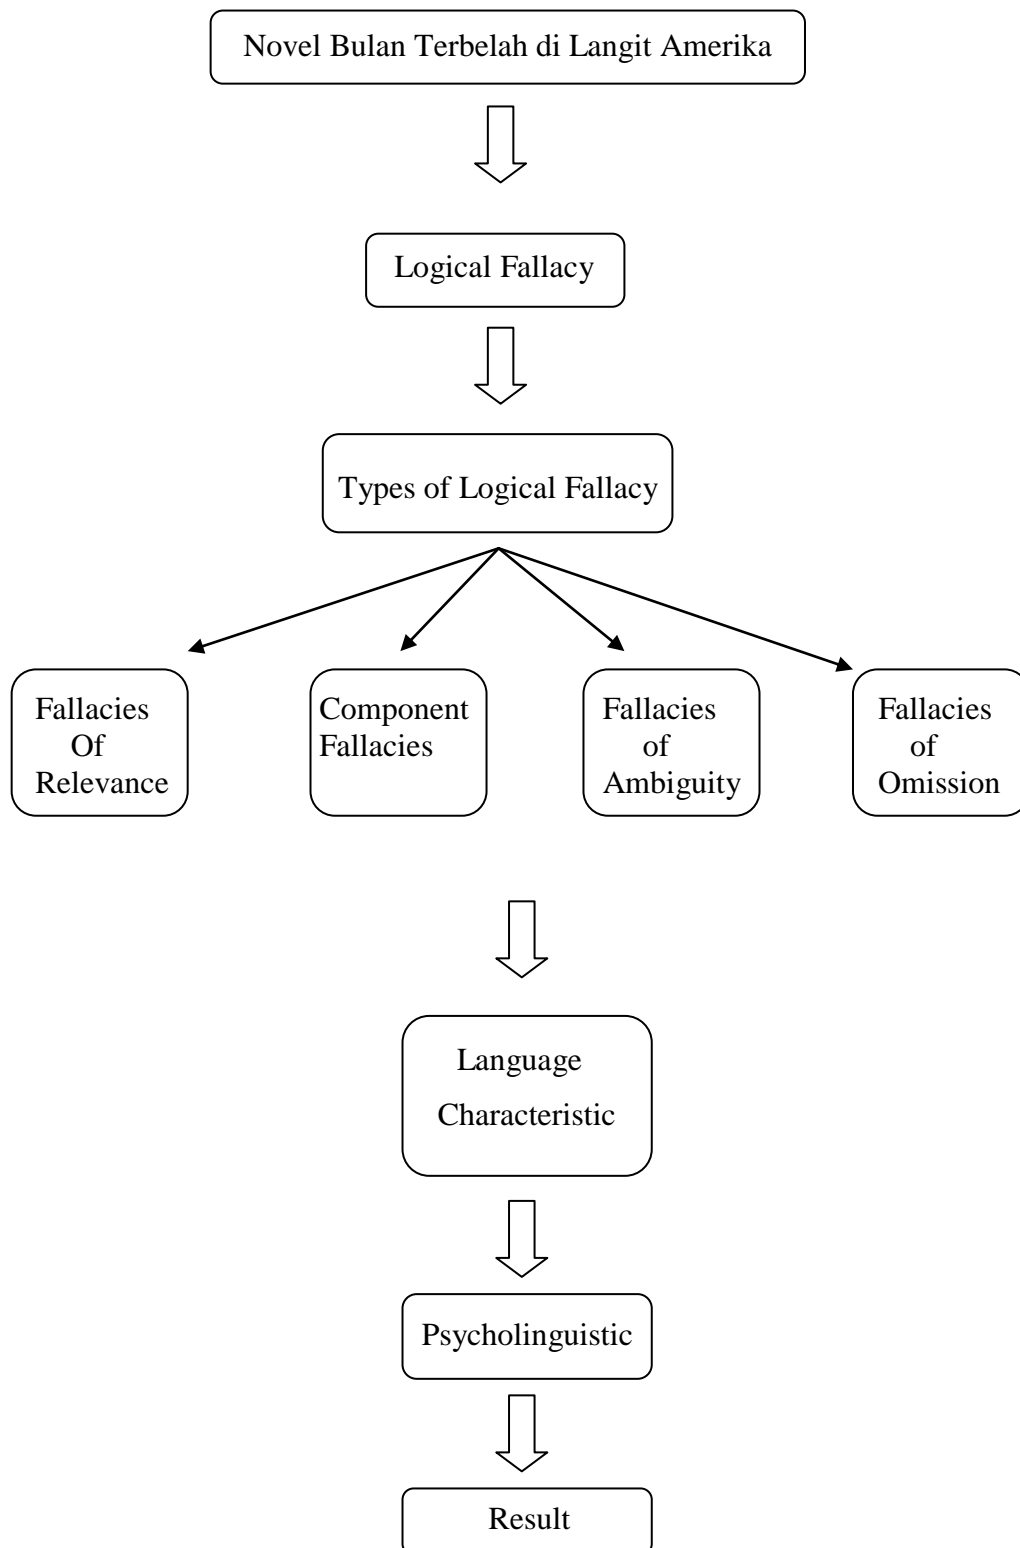 Novel Bulan Terbelah di Langit Amerika
Logical Fallacy
Types of Logical Fallacy
Fallacies
Of
Relevance
Component
Fallacies
Fallacies
of
Ambiguity
Fallacies
of
Omission
Language
Characteristic
Psycholinguistic
Result